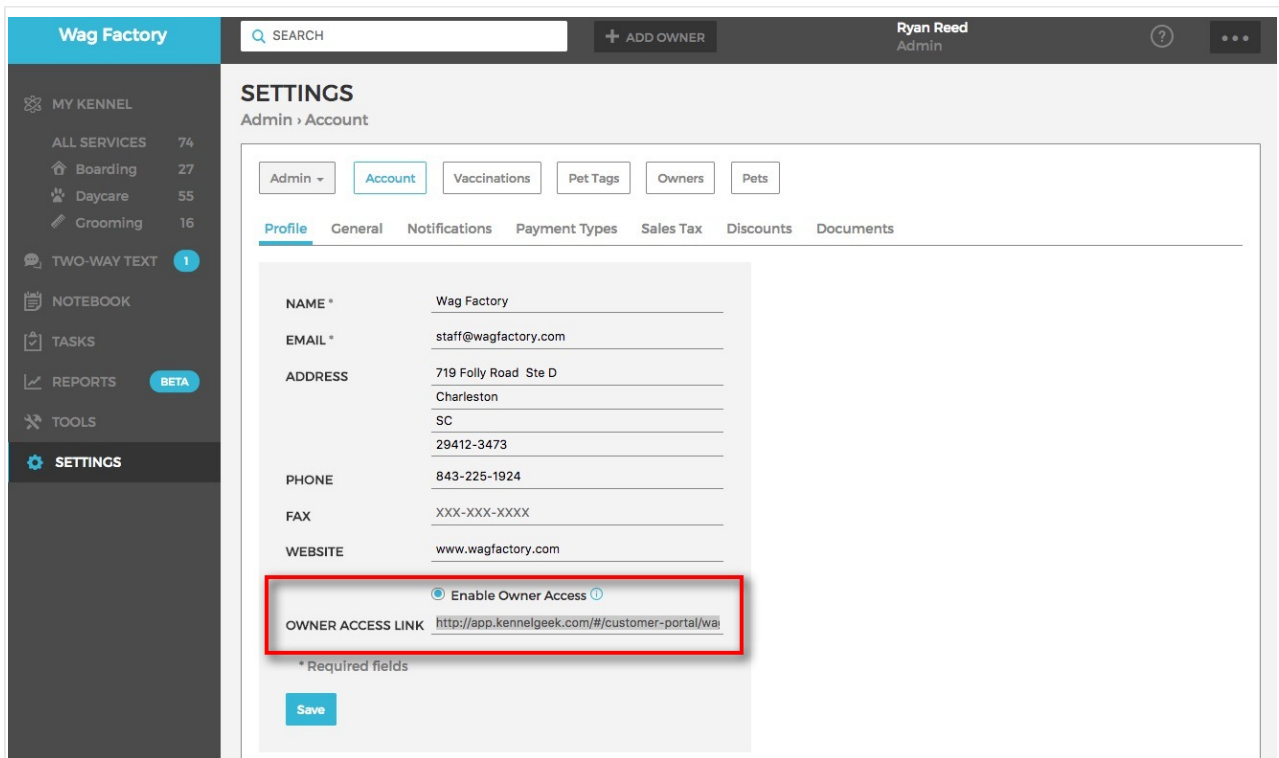 Wag Factory
SEARCH
+ ADD OWNER
Ryan Reed
Admin
?
MY KENNEL
ALL SERVICES 74
Boarding 27
Daycare 55
Grooming 16
TWO-WAY TEXT 1
NOTEBOOK
TASKS
REPORTS BETA
TOOLS
SETTINGS
SETTINGS
Admin › Account
Admin Account Vaccinations Pet Tags Owners Pets
Profile General Notifications Payment Types Sales Tax Discounts Documents
NAME * Wag Factory
EMAIL * staff@wagfactory.com
ADDRESS 719 Folly Road Ste D
Charleston
SC
29412-3473
PHONE 843-225-1924
FAX XXX-XXX-XXXX
WEBSITE www.wagfactory.com
Enable Owner Access
OWNER ACCESS LINK http://app.kennelgeek.com/#/customer-portal/wa
* Required fields
Save